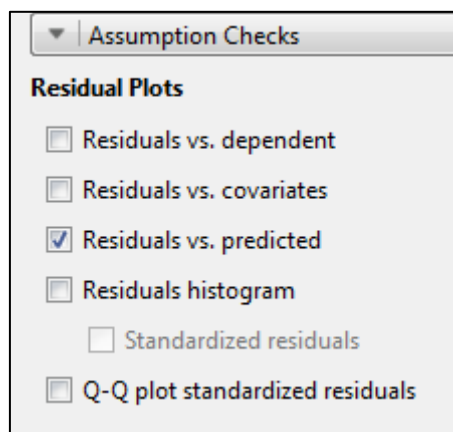 Assumption Checks
Residual Plots
Residuals vs. dependent
Residuals vs. covariates
Residuals vs. predicted
Residuals histogram
Standardized residuals
Q-Q plot standardized residuals